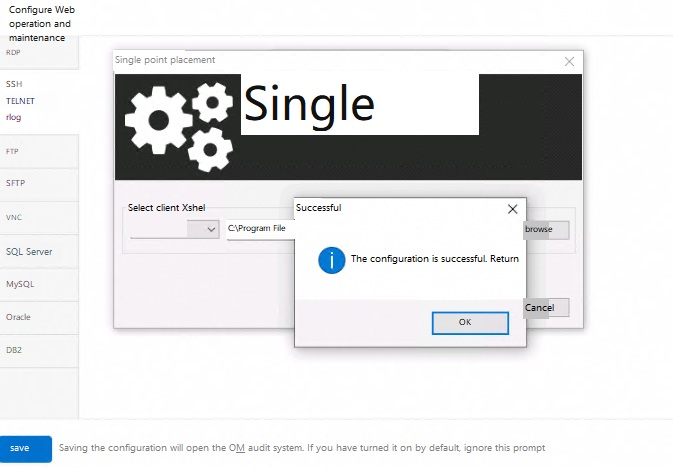 Configure Web
operation and
maintenance
RDP
SSH
TELNET
rlog
FTP
SFTP
VNC
SQL Server
MySQL
Oracle
DB2
Single point placement
Single
Select client Xshel
C:\Program File
browse
Successful
The configuration is successful. Return
OK
Cancel
save
Saving the configuration will open the OM audit system. If you have turned it on by default, ignore this prompt